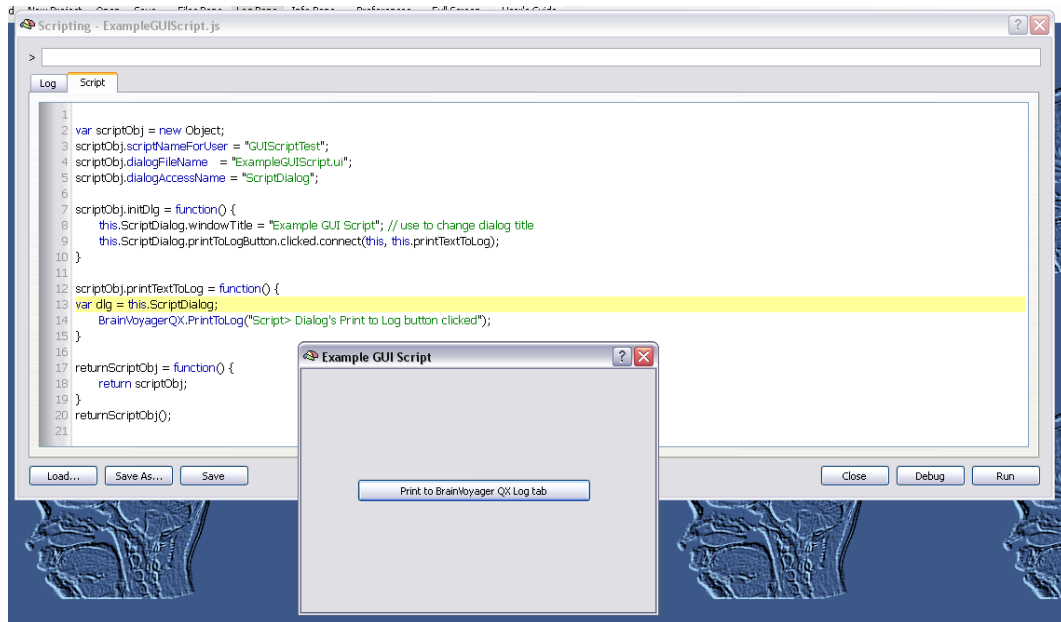 Scripting - ExampleGUIScript.js
?
>
Log Script
1
2 var scriptObj = new Object;
3 scriptObj.scriptNameForUser = "GUIScriptTest";
4 scriptObj.dialogFileName = "ExampleGUIScript.ui";
5 scriptObj.dialogAccessName = "ScriptDialog";
6
7 scriptObj.initDlg = function() {
8 this.ScriptDialog.windowTitle = "Example GUI Script"; // use to change dialog title
9 this.ScriptDialog.printToLogButton.clicked.connect(this, this.printTextToLog);
10 }
11
12 scriptObj.printTextToLog = function() {
13 var dlg = this.ScriptDialog;
14 BrainVoyagerQX.PrintToLog("Script> Dialog's Print to Log button clicked");
15 }
16
17 returnScriptObj = function() {
18 return scriptObj;
19 }
20 returnScriptObj();
21
Example GUI Script ?
Load... Save As... Save Close Debug Run
Print to BrainVoyager QX Log tab